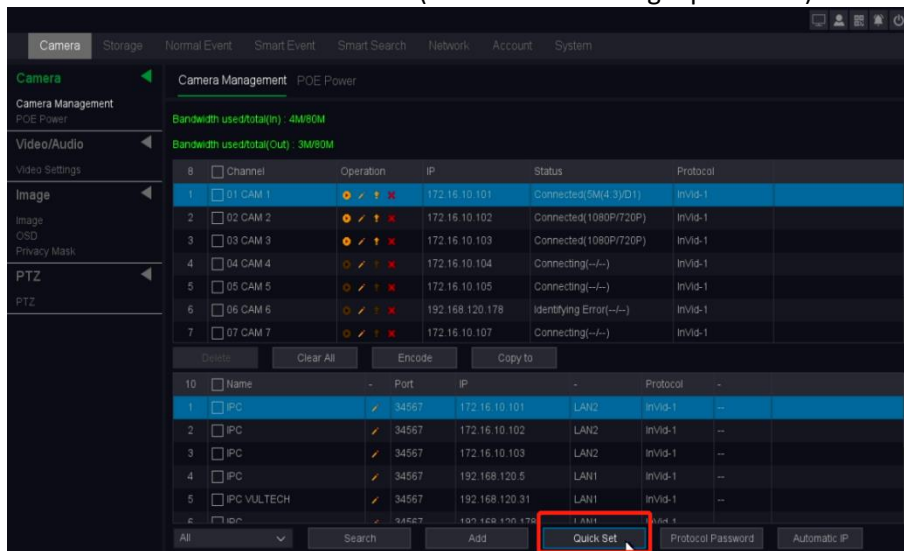 Camera Storage Normal Event Smart Event Smart Search Network Account System
Camera
Camera Management
POE Power
Video/Audio
Video Settings
Image
Image
OSD
Privacy Mask
PTZ
PTZ
Camera Management POE Power
Bandwidth used/total(In) : 4M/80M
Bandwidth used/total(Out) : 3M/80M
8 Channel Operation IP Status Protocol
1 01 CAM 1 172.16.10.101 Connected(5M(4:3)/D1) InVid-1
2 02 CAM 2 172.16.10.102 Connected(1080P/720P) InVid-1
3 03 CAM 3 172.16.10.103 Connected(1080P/720P) InVid-1
4 04 CAM 4 172.16.10.104 Connecting(--/--) InVid-1
5 05 CAM 5 172.16.10.105 Connecting(--/--) InVid-1
6 06 CAM 6 192.168.120.178 Identifying Error(--/--) InVid-1
7 07 CAM 7 172.16.10.107 Connecting(--/--) InVid-1
Delete Clear All Encode Copy to
10 Name - Port IP - Protocol -
1 IPC 34567 172.16.10.101 LAN2 InVid-1 --
2 IPC 34567 172.16.10.102 LAN2 InVid-1 --
3 IPC 34567 172.16.10.103 LAN2 InVid-1 --
4 IPC 34567 192.168.120.5 LAN1 InVid-1 --
5 IPC VULTECH 34567 192.168.120.31 LAN1 InVid-1 --
6 IPC 34567 192.168.120.178 LAN1 InVid-1
All Search Add Quick Set Protocol Password Automatic IP